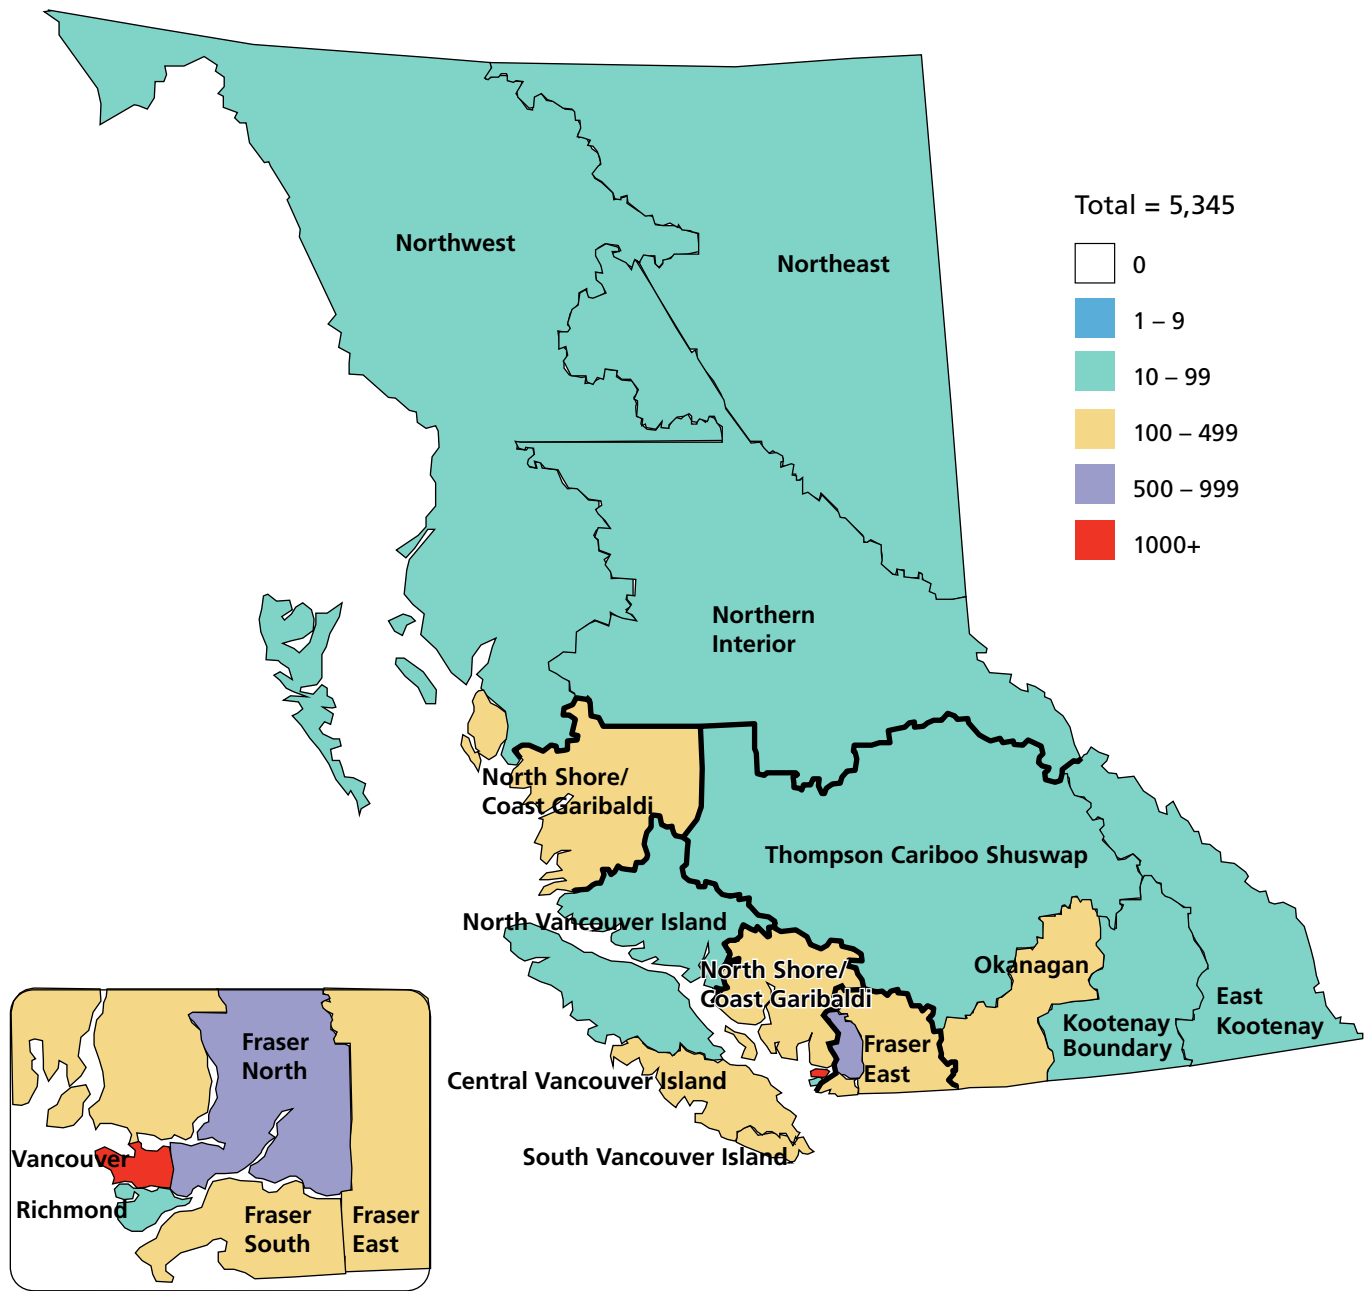 Northwest
Northeast
Total = 5,345
0
1 – 9
10 – 99
100 – 499
500 – 999
1000+
Northern
Interior
North Shore/
Coast Garibaldi
Thompson Cariboo Shuswap
North Vancouver Island
North Shore/
Coast Garibaldi
Okanagan
East
Kootenay
Kootenay
Boundary
Fraser
East
Central Vancouver Island
South Vancouver Island
Fraser
North
Vancouver
Richmond
Fraser
South
Fraser
East